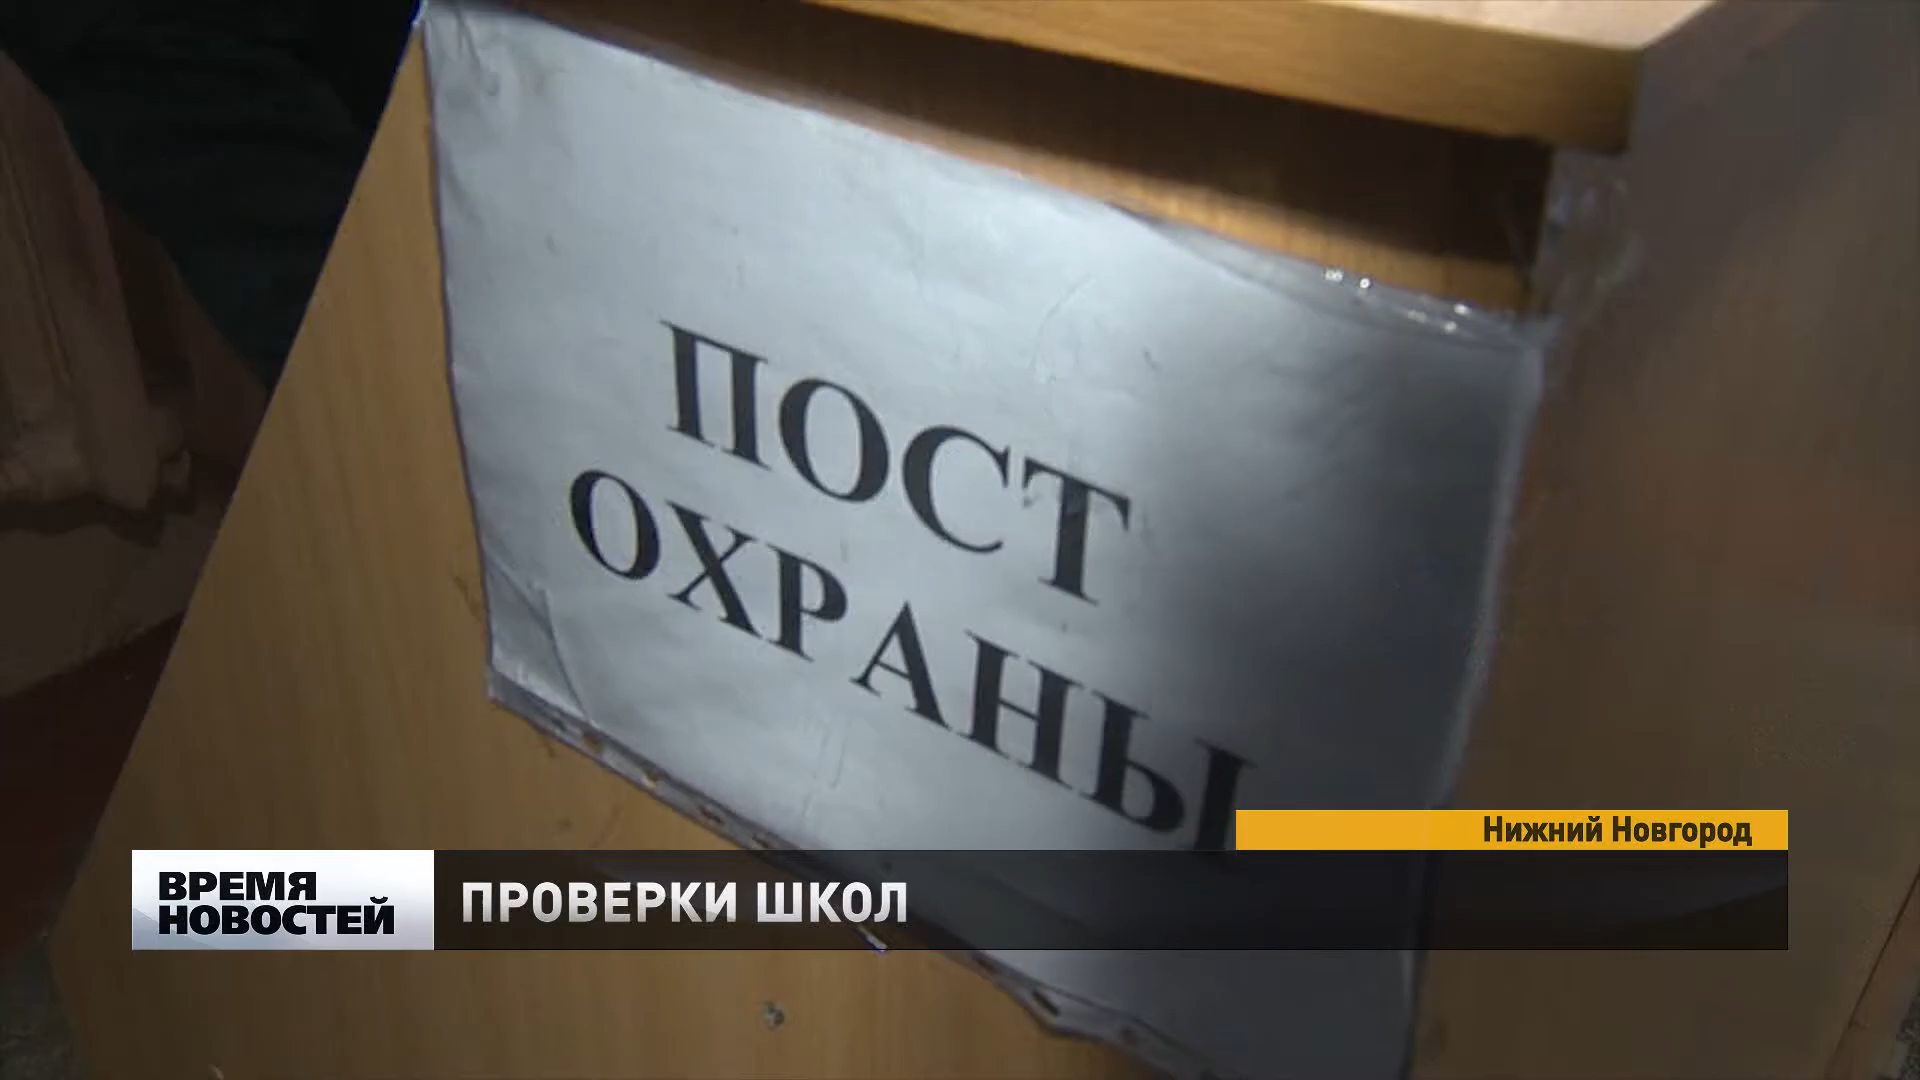 ПОСТ
ОХРАНЫ
Нижний Новгород
ВРЕМЯ
НОВОСТЕЙ
ПРОВЕРКИ ШКОЛ